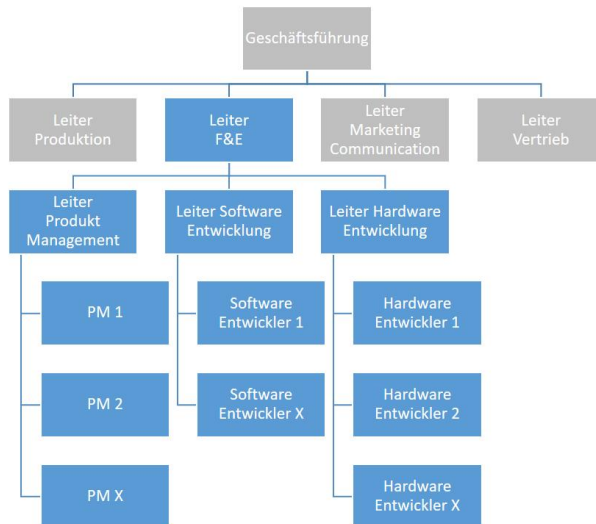 Geschäftsführung
Leiter
Produktion
Leiter
F&E
Leiter
Marketing
Communication
Leiter
Vertrieb
Leiter
Produkt
Management
Leiter Software
Entwicklung
Leiter Hardware
Entwicklung
PM 1
Software
Entwickler 1
Hardware
Entwickler 1
PM 2
Software
Entwickler X
Hardware
Entwickler 2
PM X
Hardware
Entwickler X